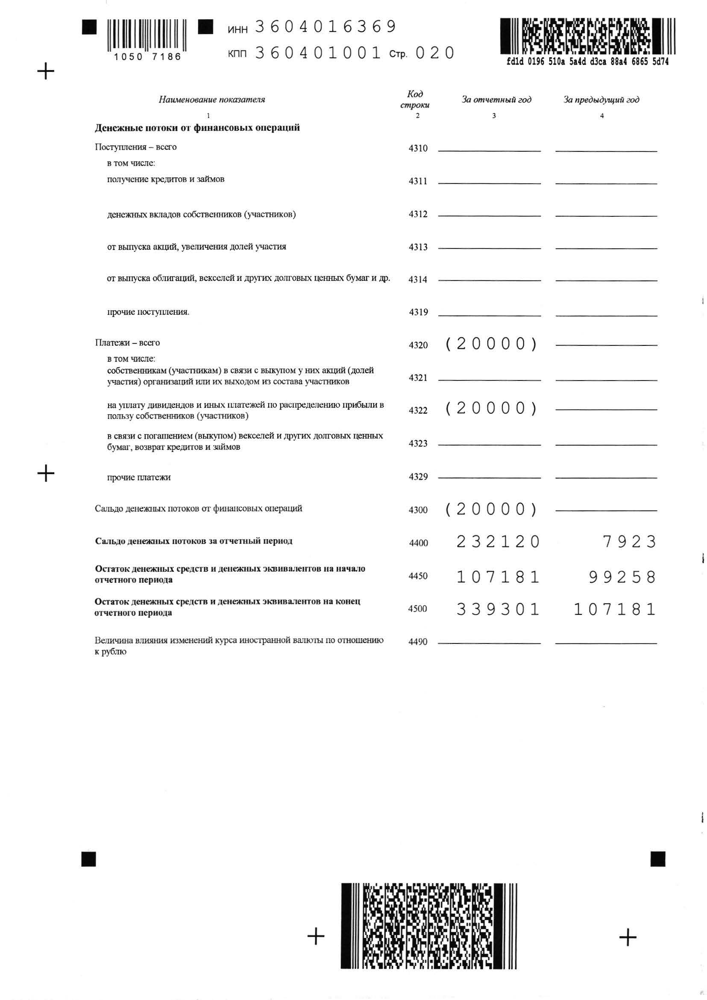 ИНН 3604016369
1050 7186
КПП 360401001 Стр. 020
fd1d 0196 510a 5a4d d3ca 88a4 6865 5d74
Наименование показателя Код строки За отчетный год За предыдущий год
1 2 3 4
Денежные потоки от финансовых операций
Поступления – всего 4310
в том числе:
получение кредитов и займов 4311
денежных вкладов собственников (участников) 4312
от выпуска акций, увеличения долей участия 4313
от выпуска облигаций, векселей и других долговых ценных бумаг и др. 4314
прочие поступления. 4319
Платежи – всего 4320 (20000)
в том числе:
собственникам (участникам) в связи с выкупом у них акций (долей
участия) организаций или их выходом из состава участников 4321
на уплату дивидендов и иных платежей по распределению прибыли в
пользу собственников (участников) 4322 (20000)
в связи с погашением (выкупом) векселей и других долговых ценных
бумаг, возврат кредитов и займов 4323
прочие платежи 4329
Сальдо денежных потоков от финансовых операций 4300 (20000)
Сальдо денежных потоков за отчетный период 4400 232120 7923
Остаток денежных средств и денежных эквивалентов на начало
отчетного периода 4450 107181 99258
Остаток денежных средств и денежных эквивалентов на конец
отчетного периода 4500 339301 107181
Величина влияния изменений курса иностранной валюты по отношению
к рублю 4490